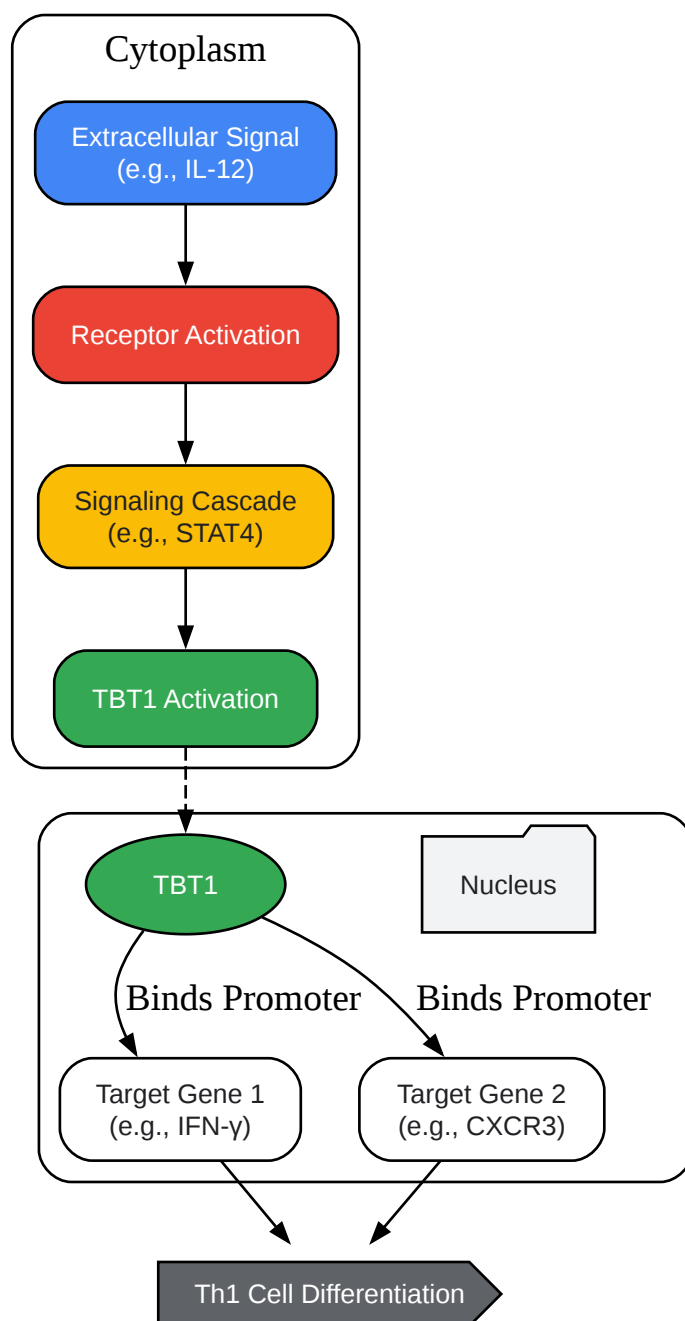 Cytoplasm
Extracellular Signal
(e.g., IL-12)
Receptor Activation
Signaling Cascade
(e.g., STAT4)
TBT1 Activation
TBT1
Nucleus
Binds Promoter
Binds Promoter
Target Gene 1
(e.g., IFN-γ)
Target Gene 2
(e.g., CXCR3)
Th1 Cell Differentiation